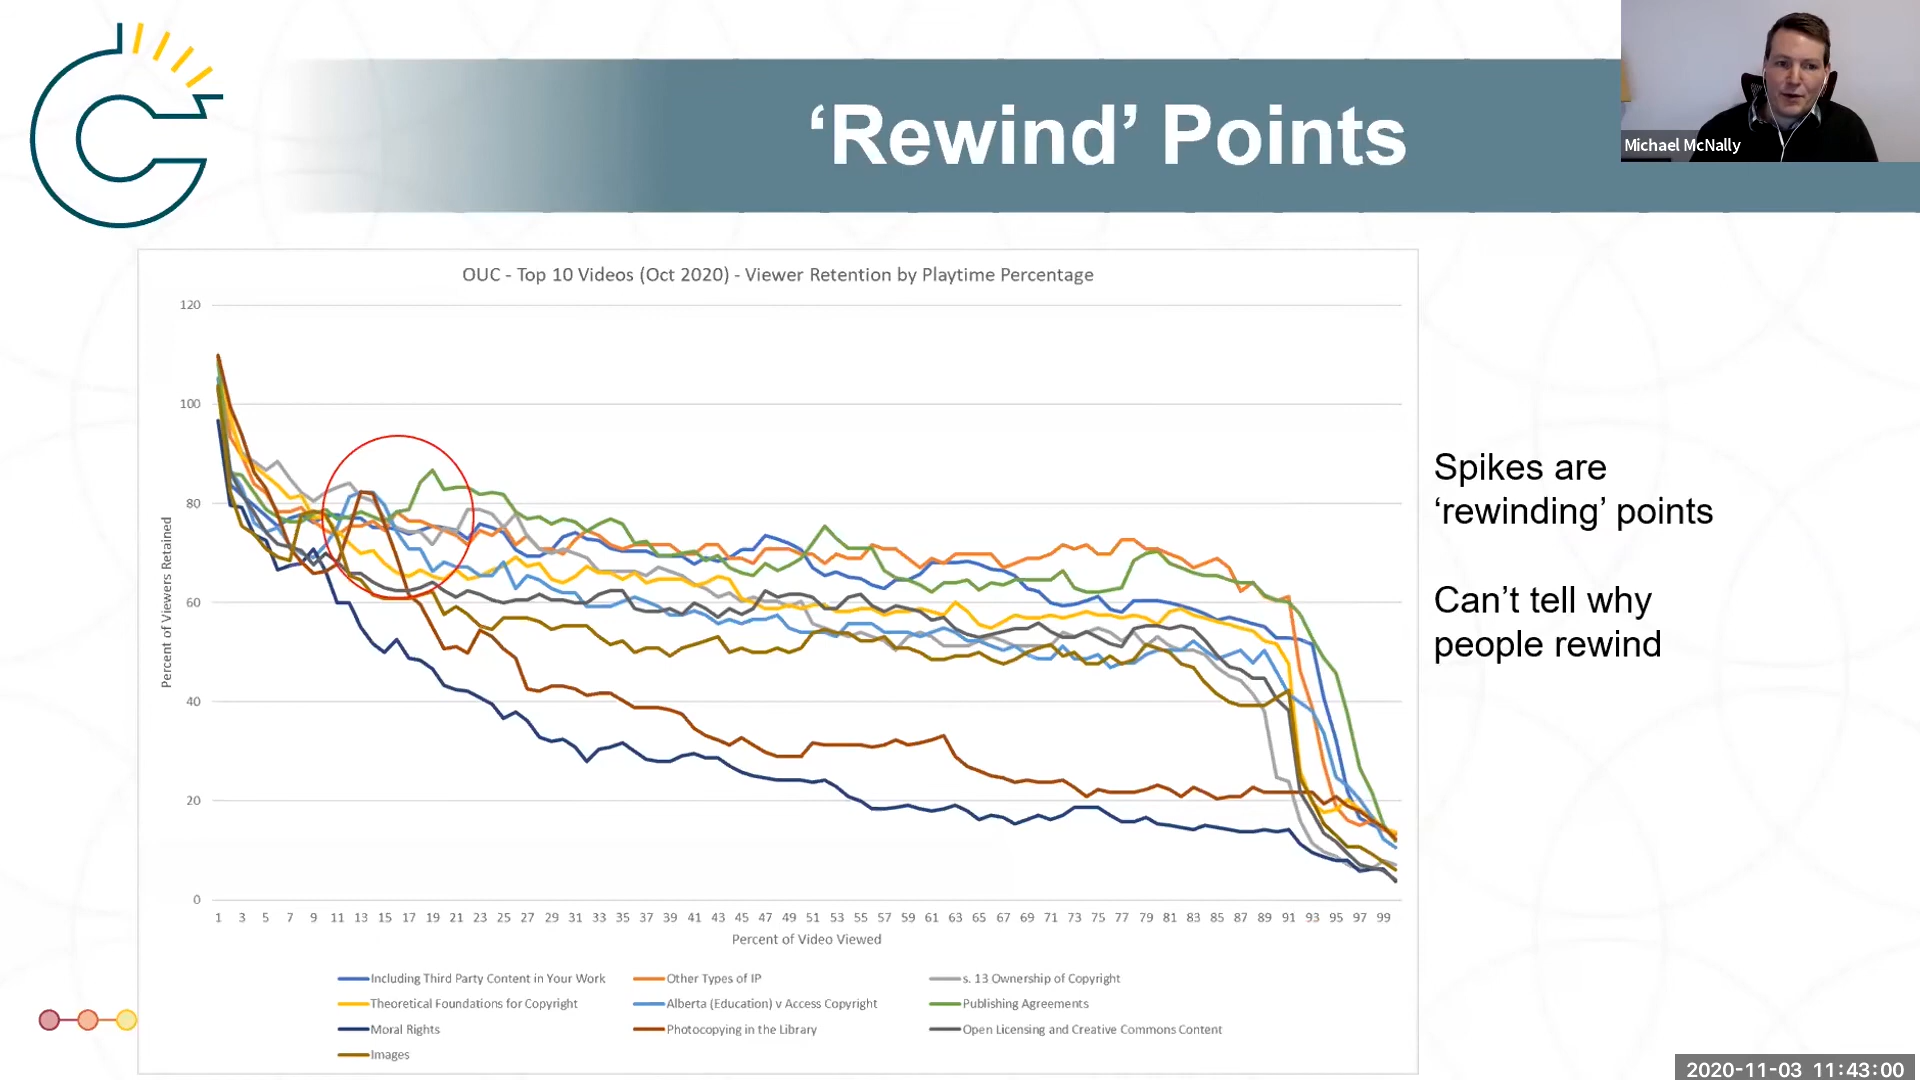 ‘Rewind’ Points
Michael McNally
OUC - Top 10 Videos (Oct 2020) - Viewer Retention by Playtime Percentage
120
100
80
60
40
20
0
Percent of Viewers Retained
1 3 5 7 9 11 13 15 17 19 21 23 25 27 29 31 33 35 37 39 41 43 45 47 49 51 53 55 57 59 61 63 65 67 69 71 73 75 77 79 81 83 85 87 89 91 93 95 97 99
Percent of Video Viewed
Including Third Party Content in Your Work
Other Types of IP
s. 13 Ownership of Copyright
Theoretical Foundations for Copyright
Alberta (Education) v Access Copyright
Publishing Agreements
Moral Rights
Photocopying in the Library
Open Licensing and Creative Commons Content
Images
Spikes are
‘rewinding’ points
Can’t tell why
people rewind
2020-11-03 11:43:00